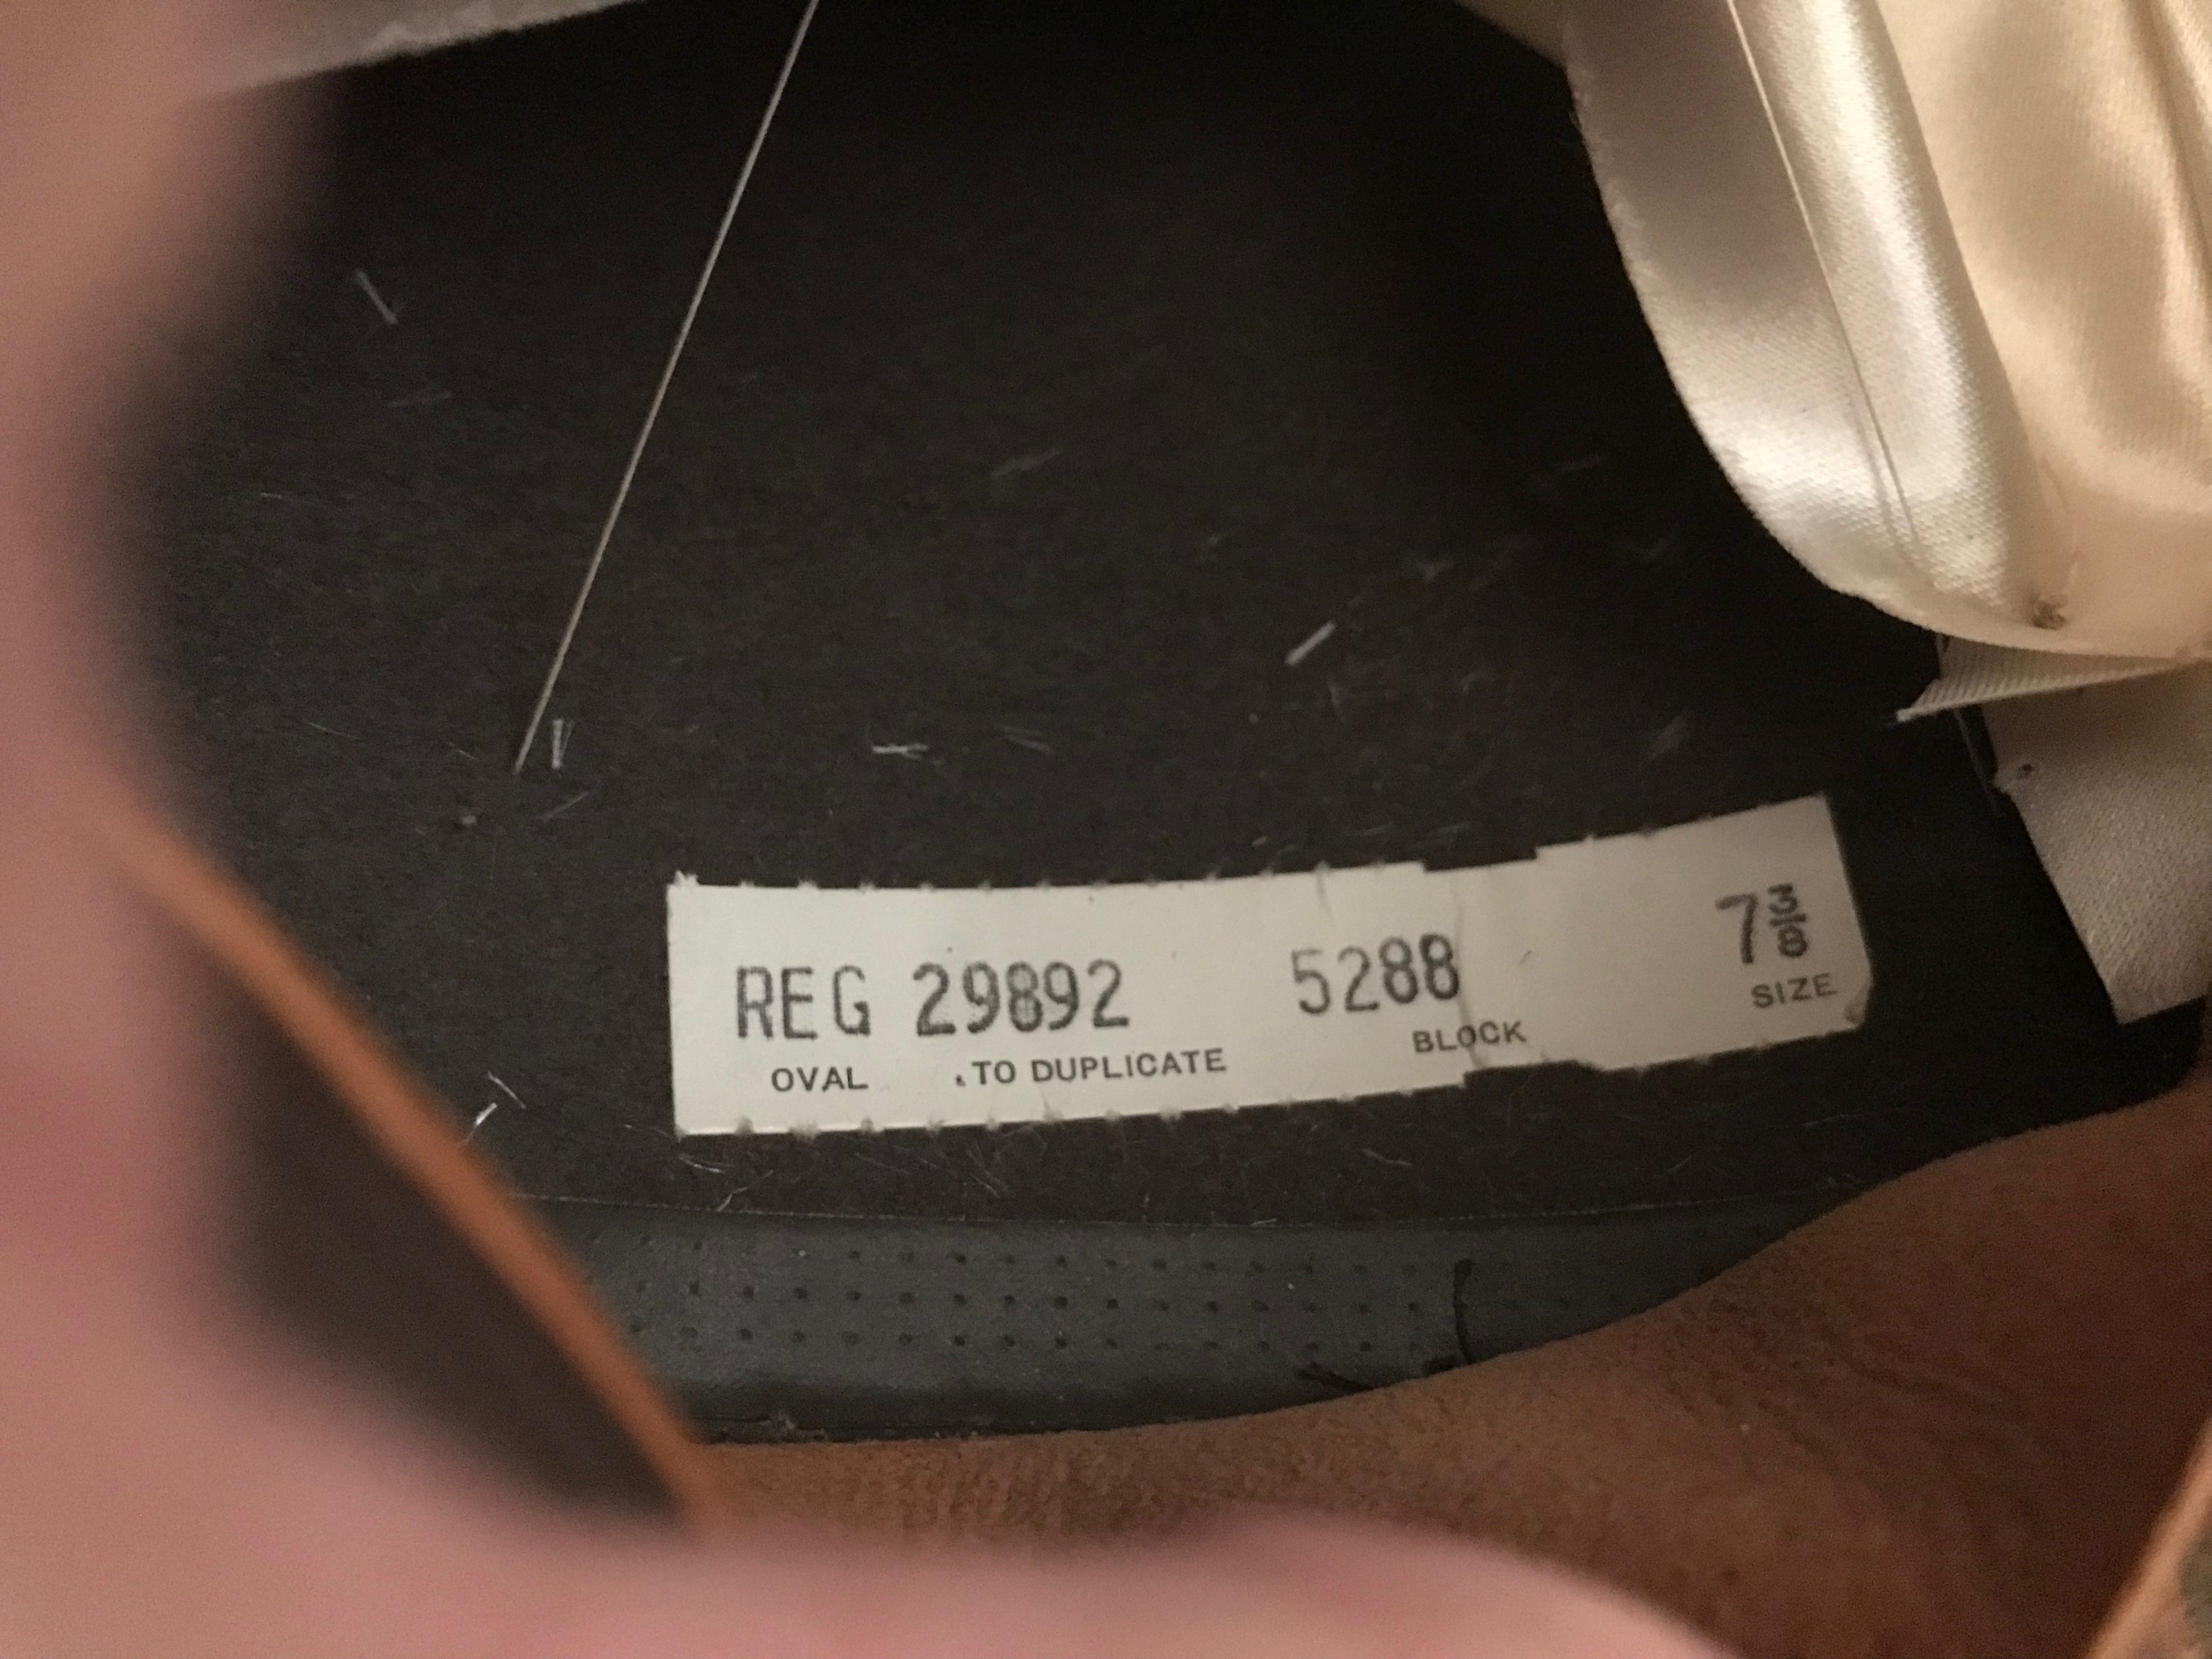 REG 29892 5288 7 3/8
OVAL . TO DUPLICATE BLOCK SIZE